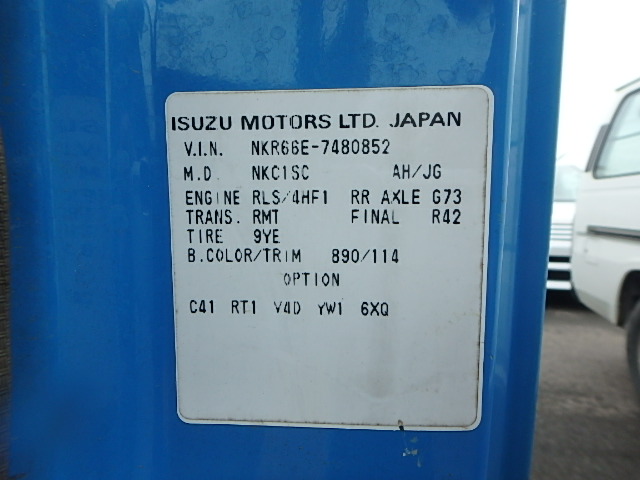 ISUZU MOTORS LTD. JAPAN
V.I.N. NKR66E-7480852
M.D. NKC1SC AH/JG
ENGINE RLS/4HF1 RR AXLE G73
TRANS. RMT FINAL R42
TIRE 9YE
B.COLOR/TRIM 890/114
OPTION
C41 RT1 V4D YW1 6XQ